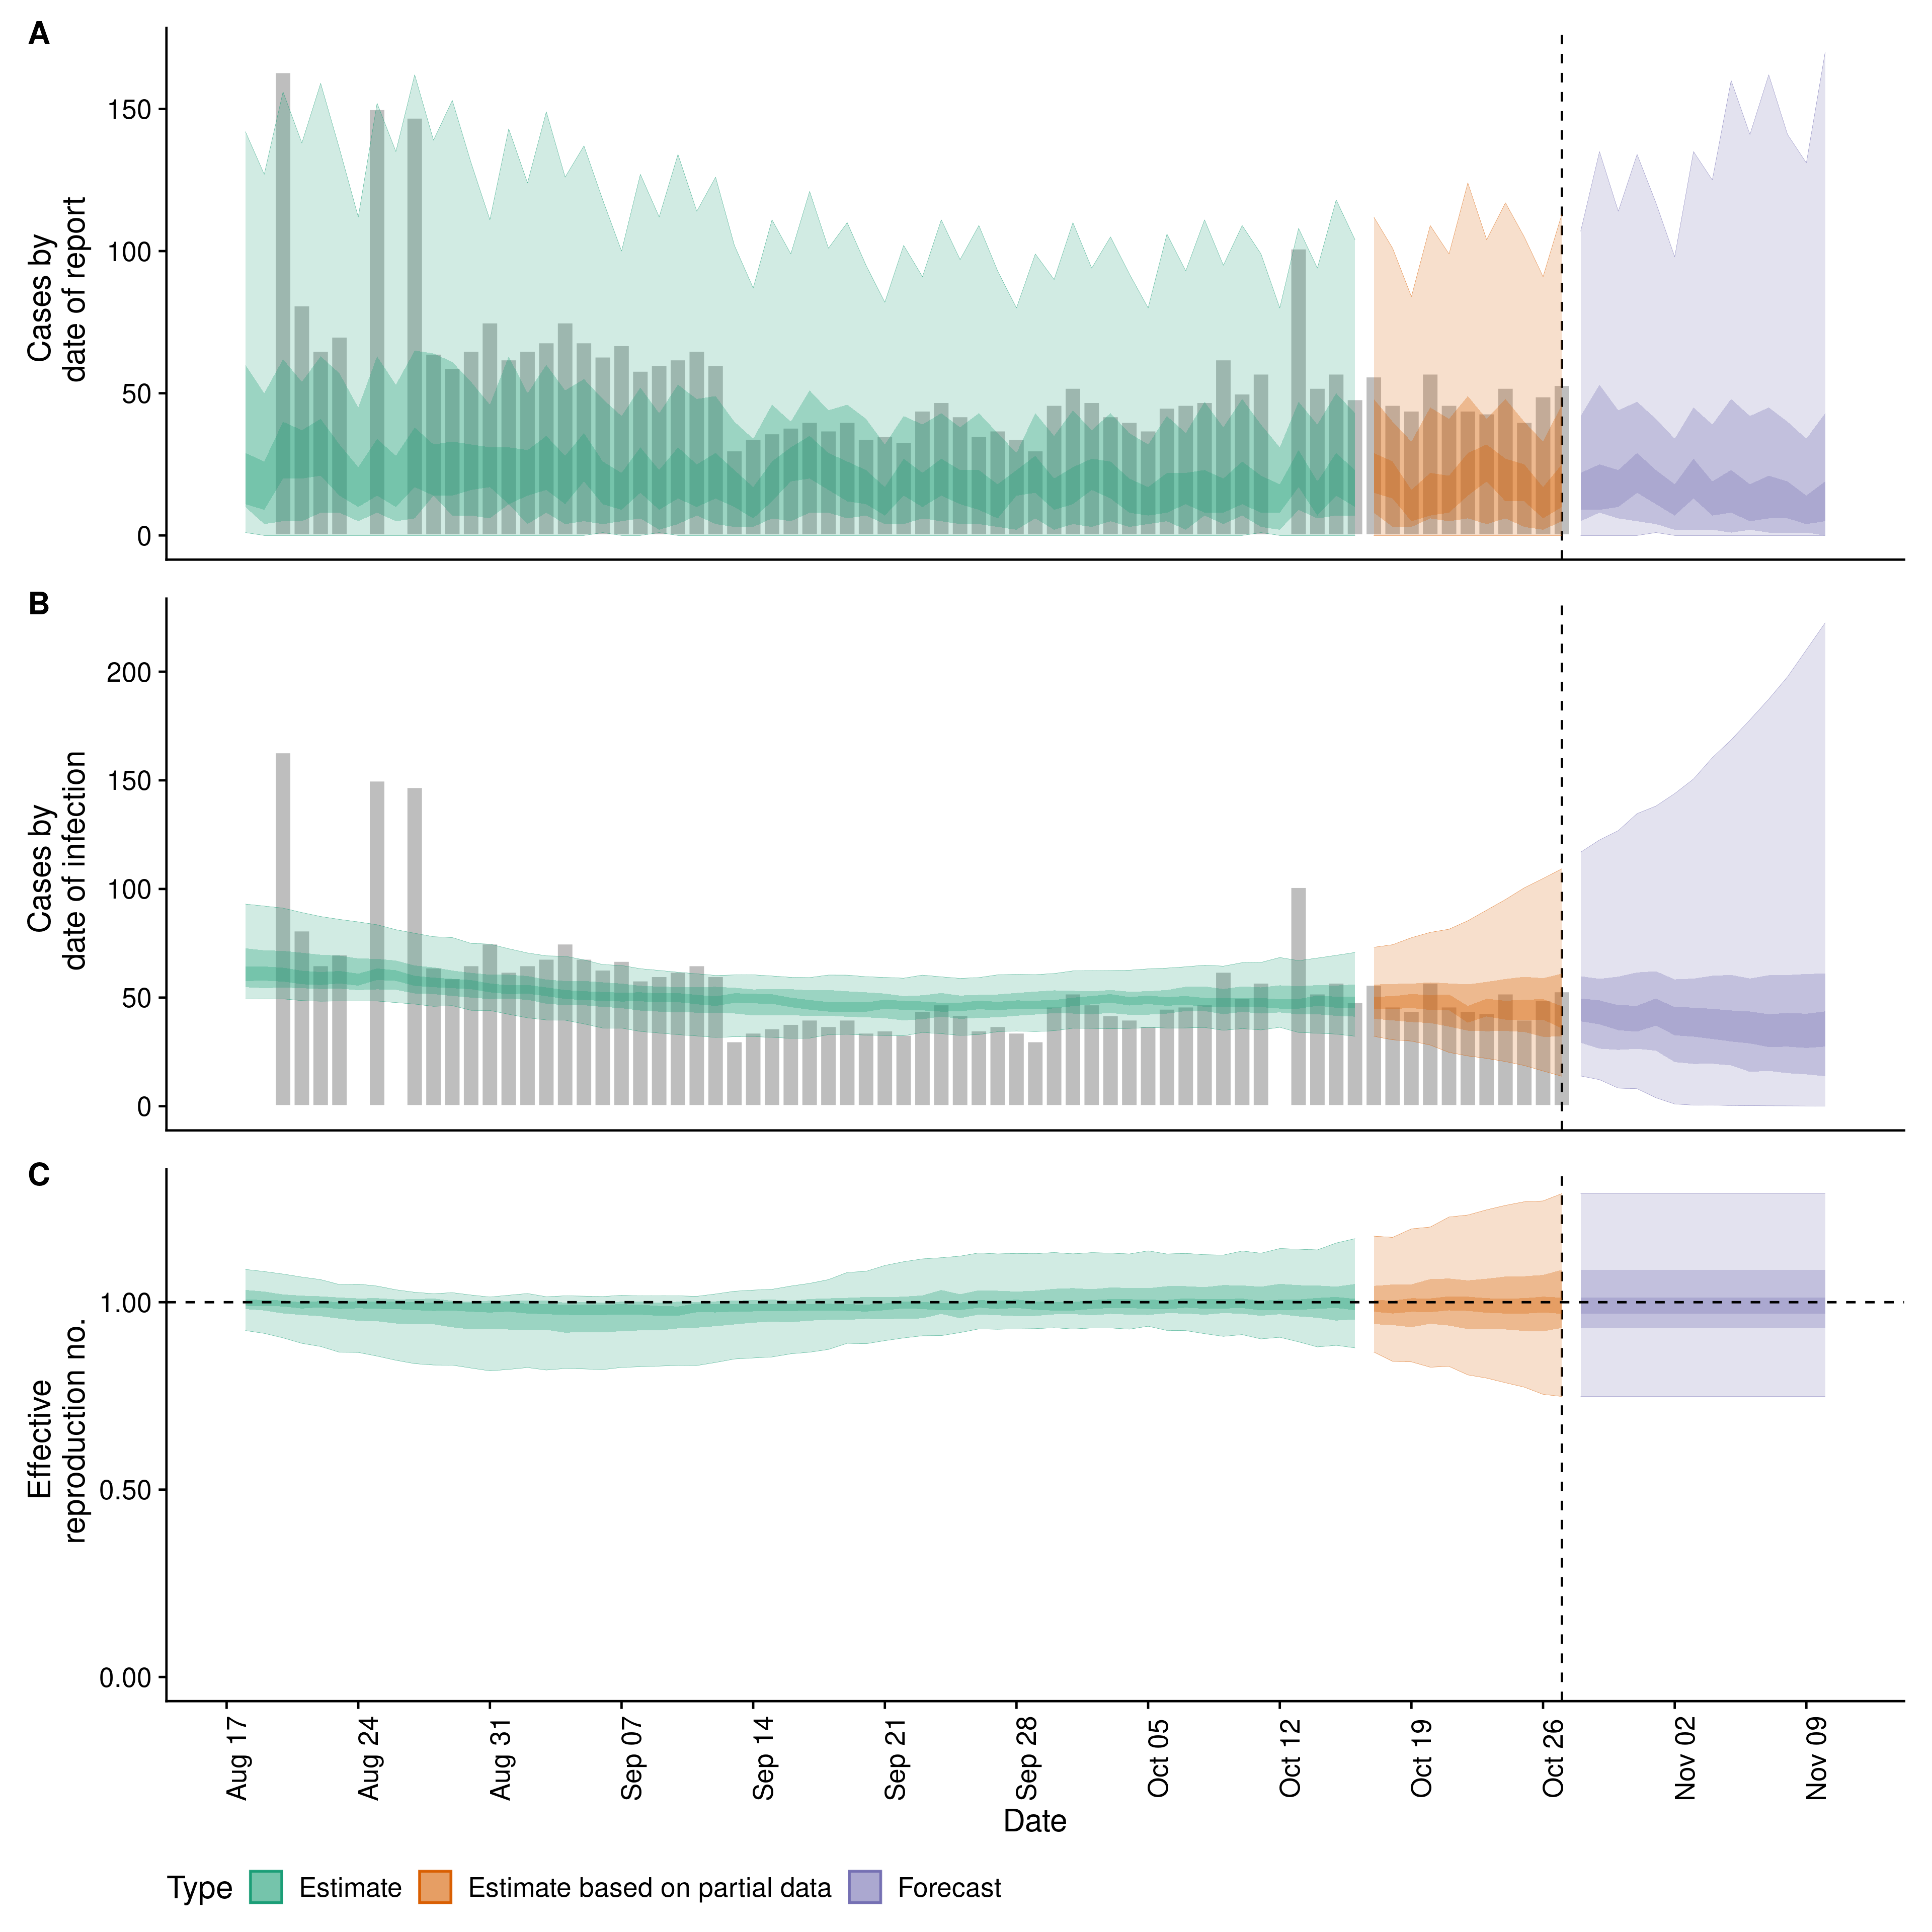 A
Cases by
date of report
150
100
50
0
B
Cases by
date of infection
200
150
100
50
0
C
Effective
reproduction no.
1.00
0.50
0.00
Aug 17
Aug 24
Aug 31
Sep 07
Sep 14
Sep 21
Sep 28
Oct 05
Oct 12
Oct 19
Oct 26
Nov 02
Nov 09
Date
Type Estimate Estimate based on partial data Forecast